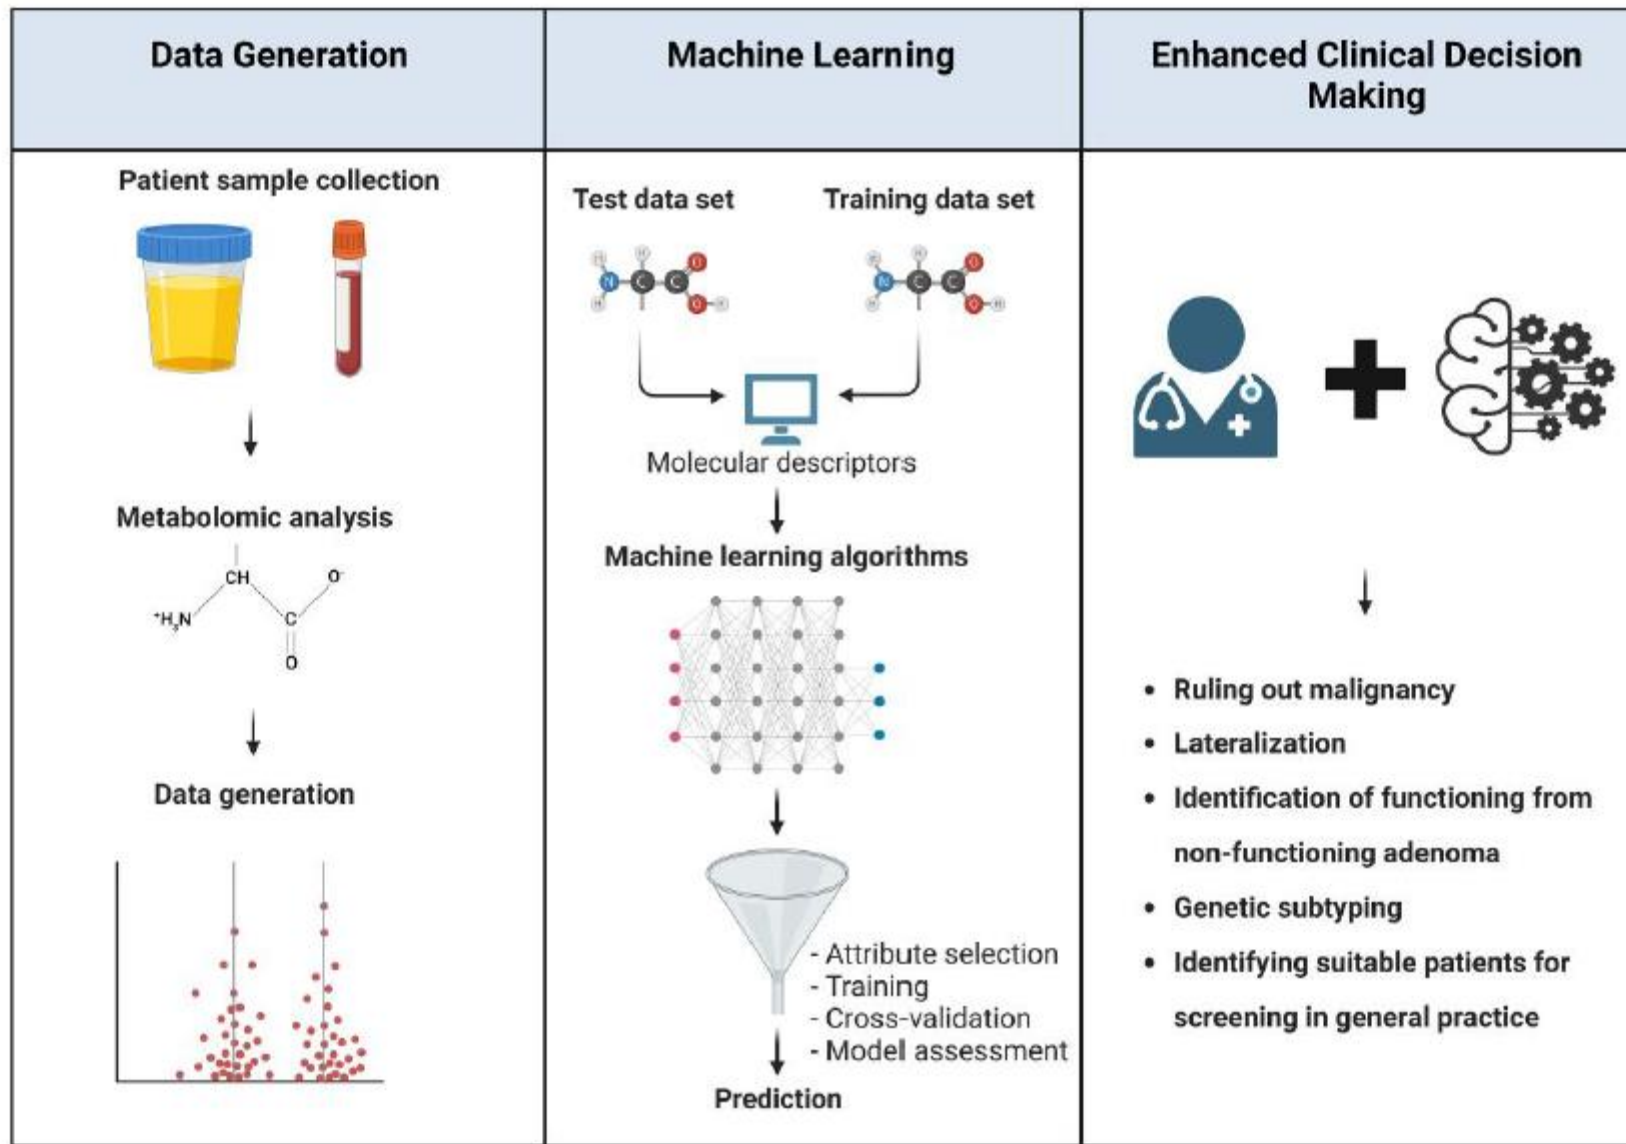 Data Generation
Patient sample collection
Metabolomic analysis
CH
O-
+H3N
C
O
Data generation
Machine Learning
Test data set
Training data set
H H O
N C C
H O H
H H O
N C C
H O H
Molecular descriptors
Machine learning algorithms
- Attribute selection
- Training
- Cross-validation
- Model assessment
Prediction
Enhanced Clinical Decision
Making
• Ruling out malignancy
• Lateralization
• Identification of functioning from
non-functioning adenoma
• Genetic subtyping
• Identifying suitable patients for
screening in general practice